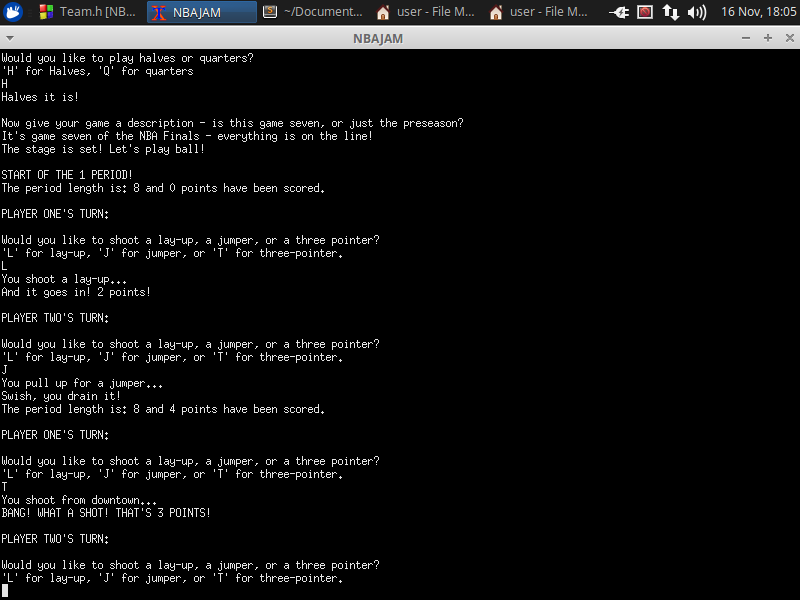 Team.h [NB... NBAJAM ~/Document... user - File M... user - File M... 16 Nov, 18:05
NBAJAM
Would you like to play halves or quarters?
'H' for Halves, 'Q' for quarters
H
Halves it is!
Now give your game a description - is this game seven, or just the preseason?
It's game seven of the NBA Finals - everything is on the line!
The stage is set! Let's play ball!
START OF THE 1 PERIOD!
The period length is: 8 and 0 points have been scored.
PLAYER ONE'S TURN:
Would you like to shoot a lay-up, a jumper, or a three pointer?
'L' for lay-up, 'J' for jumper, or 'T' for three-pointer.
L
You shoot a lay-up...
And it goes in! 2 points!
PLAYER TWO'S TURN:
Would you like to shoot a lay-up, a jumper, or a three pointer?
'L' for lay-up, 'J' for jumper, or 'T' for three-pointer.
J
You pull up for a jumper...
Swish, you drain it!
The period length is: 8 and 4 points have been scored.
PLAYER ONE'S TURN:
Would you like to shoot a lay-up, a jumper, or a three pointer?
'L' for lay-up, 'J' for jumper, or 'T' for three-pointer.
T
You shoot from downtown...
BANG! WHAT A SHOT! THAT'S 3 POINTS!
PLAYER TWO'S TURN:
Would you like to shoot a lay-up, a jumper, or a three pointer?
'L' for lay-up, 'J' for jumper, or 'T' for three-pointer.